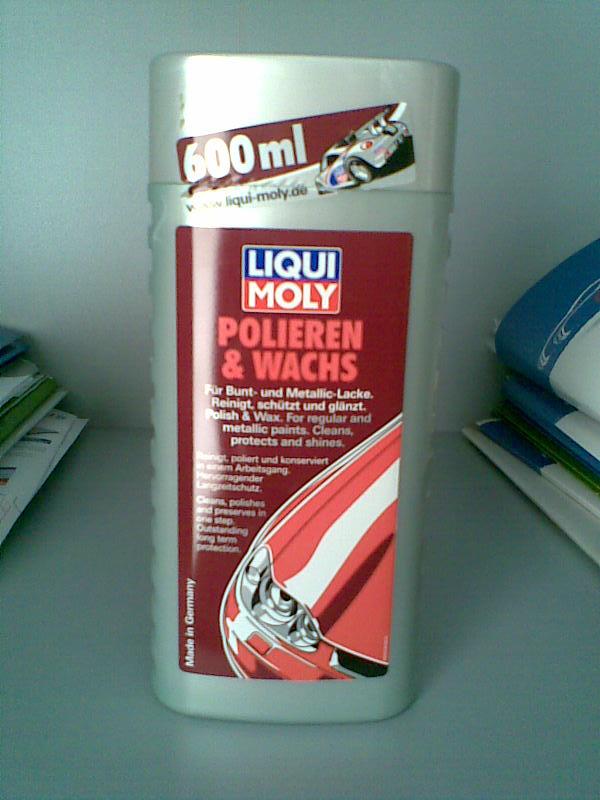 600ml
www.liqui-moly.de
LIQUI
MOLY
POLIEREN
& WACHS
Für Bunt- und Metallic-Lacke.
Reinigt, schützt und glänzt.
Polish & Wax. For regular and
metallic paints. Cleans,
protects and shines.
Reinigt, poliert und konserviert
in einem Arbeitsgang.
Hervorragender
Langzeitschutz.
Cleans, polishes
and preserves in
one step.
Outstanding
long term
protection.
Made in Germany